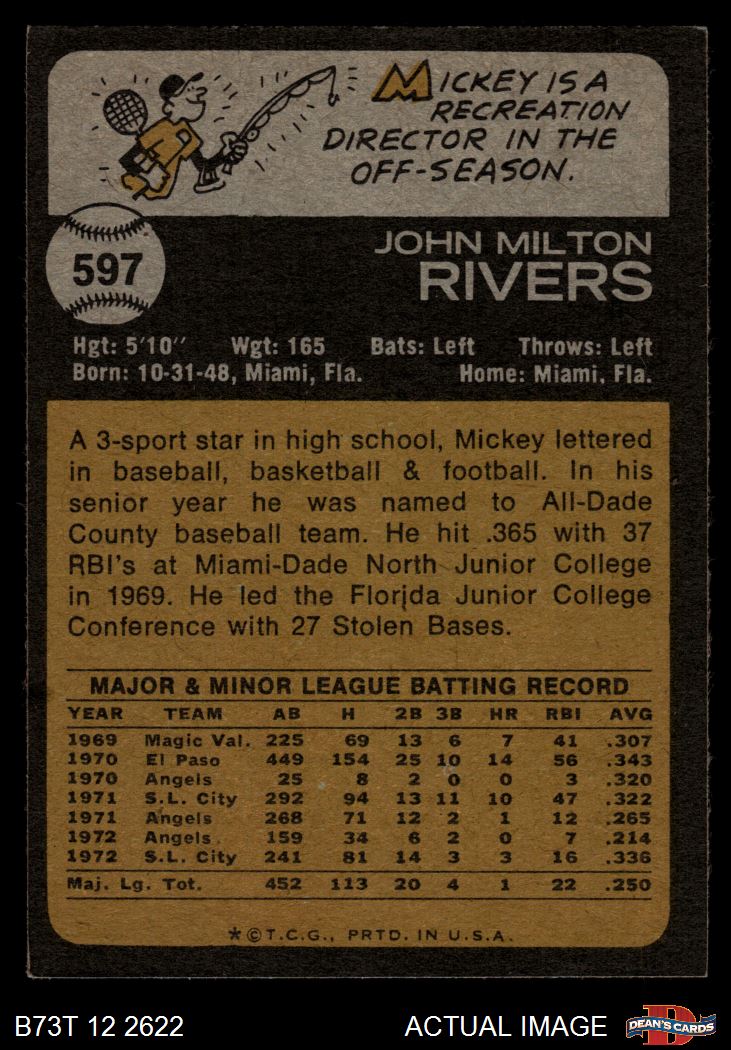 MICKEY IS A
RECREATION
DIRECTOR IN THE
OFF-SEASON.
597
JOHN MILTON
RIVERS
Hgt: 5'10" Wgt: 165 Bats: Left Throws: Left
Born: 10-31-48, Miami, Fla. Home: Miami, Fla.
A 3-sport star in high school, Mickey lettered
in baseball, basketball & football. In his
senior year he was named to All-Dade
County baseball team. He hit .365 with 37
RBI's at Miami-Dade North Junior College
in 1969. He led the Florida Junior College
Conference with 27 Stolen Bases.
MAJOR & MINOR LEAGUE BATTING RECORD
YEAR TEAM AB H 2B 3B HR RBI AVG
1969 Magic Val. 225 69 13 6 7 41 .307
1970 El Paso 449 154 25 10 14 56 .343
1970 Angels 25 8 2 0 0 3 .320
1971 S.L. City 292 94 13 11 10 47 .322
1971 Angels 268 71 12 2 1 12 .265
1972 Angels 159 34 6 2 0 7 .214
1972 S.L. City 241 81 14 3 3 16 .336
Maj. Lg. Tot. 452 113 20 4 1 22 .250
*©T.C.G., PRTD. IN U.S.A.
B73T 12 2622 ACTUAL IMAGE D DEAN'S CARDS